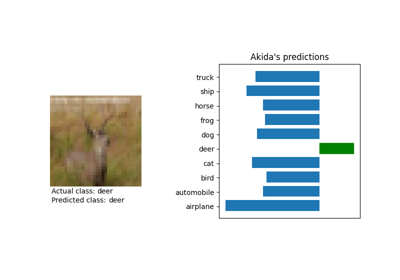 Akida's predictions
truck
ship
horse
frog
dog
deer
cat
bird
automobile
airplane
Actual class: deer
Predicted class: deer